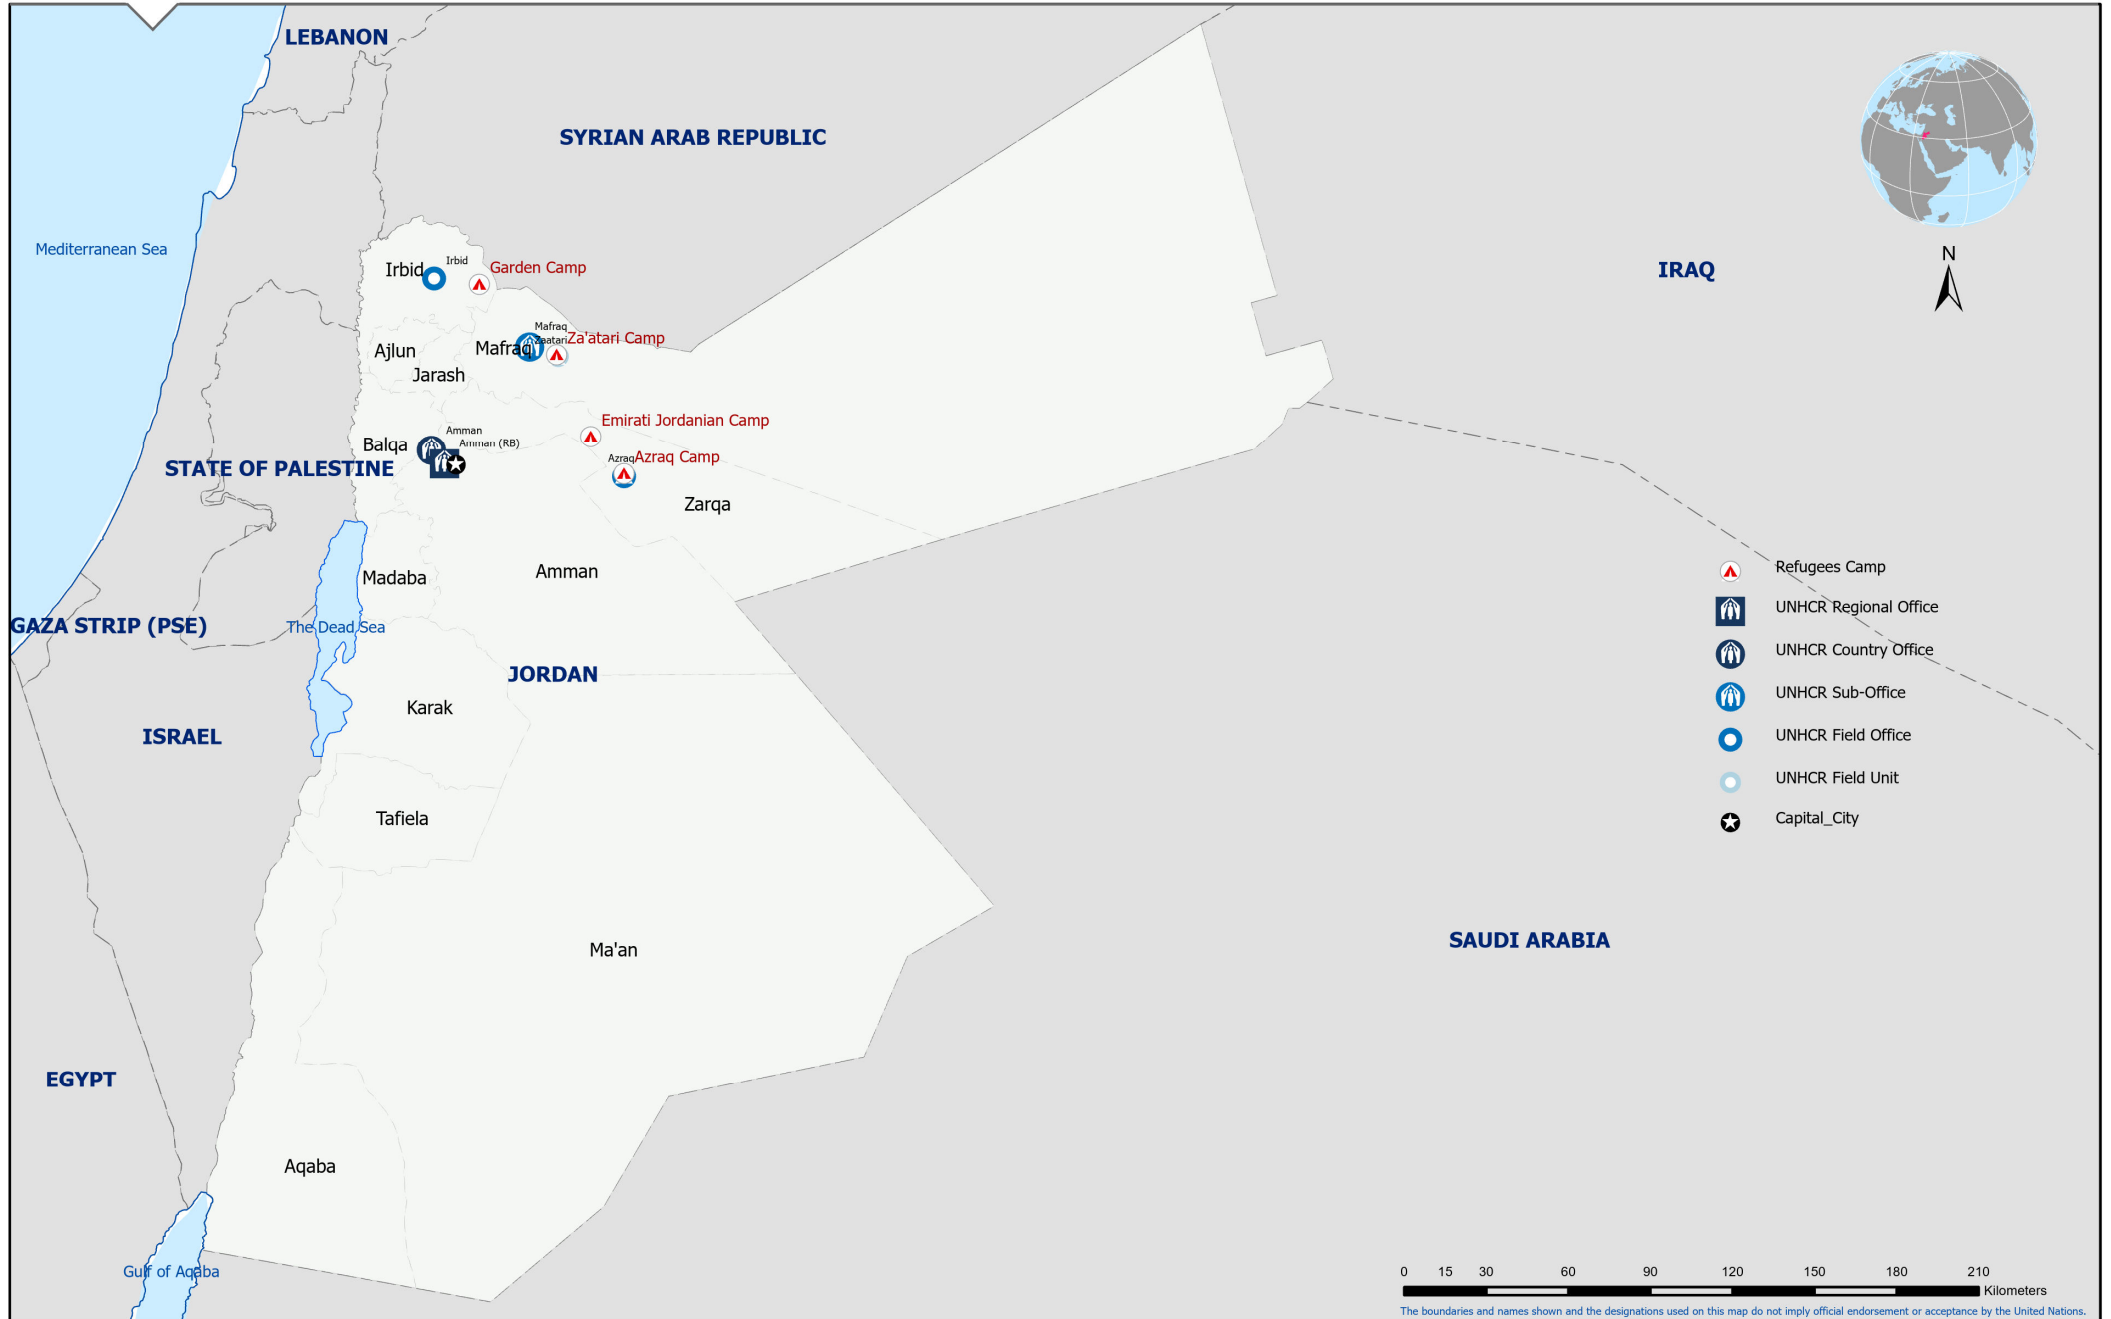 LEBANON
SYRIAN ARAB REPUBLIC
Mediterranean Sea
IRAQ
N
Irbid
Irbid
Garden Camp
Mafraq
Mafraq
Zaatari
Za'atari Camp
Ajlun
Jarash
Emirati Jordanian Camp
Amman
Amman (RB)
Balqa
STATE OF PALESTINE
Azraq
Azraq Camp
Zarqa
Amman
Madaba
GAZA STRIP (PSE)
The Dead Sea
JORDAN
Karak
ISRAEL
Tafiela
Refugees Camp
UNHCR Regional Office
UNHCR Country Office
UNHCR Sub-Office
UNHCR Field Office
UNHCR Field Unit
Capital_City
SAUDI ARABIA
Ma'an
EGYPT
Aqaba
Gulf of Aqaba
0 15 30 60 90 120 150 180 210
Kilometers
The boundaries and names shown and the designations used on this map do not imply official endorsement or acceptance by the United Nations.